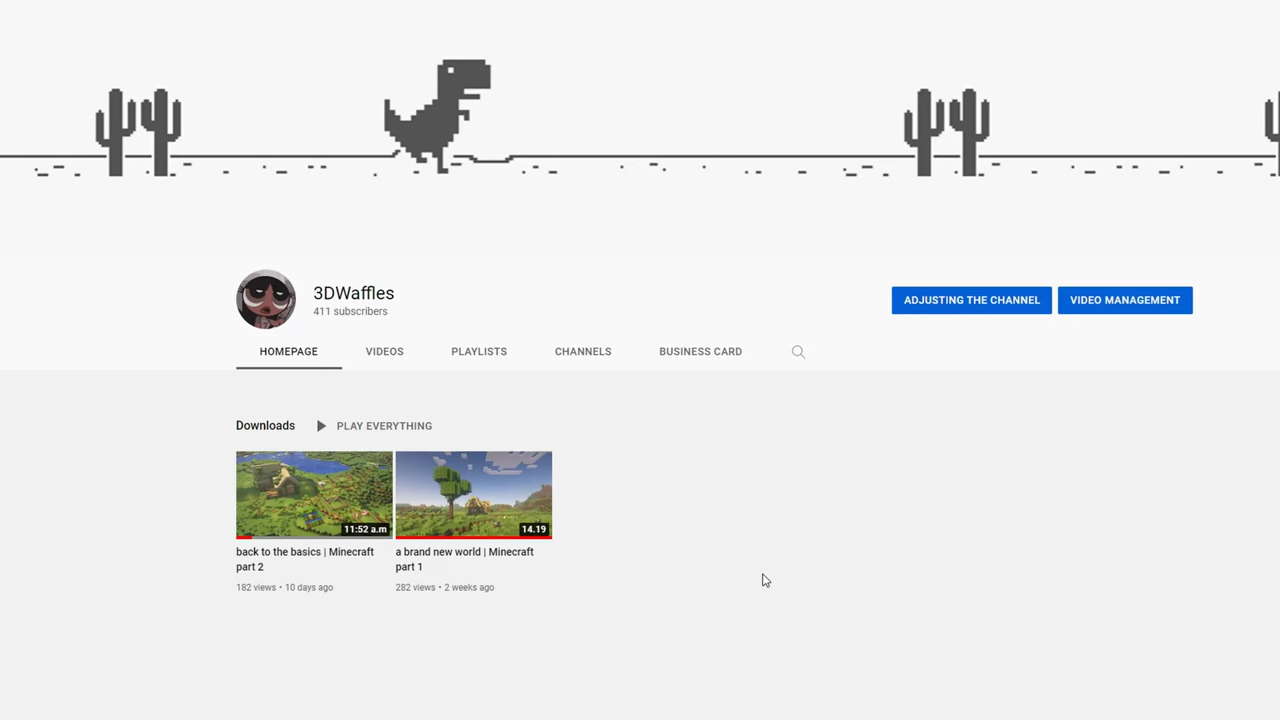 3DWaffles
411 subscribers
ADJUSTING THE CHANNEL
VIDEO MANAGEMENT
HOMEPAGE
VIDEOS
PLAYLISTS
CHANNELS
BUSINESS CARD
Downloads
PLAY EVERYTHING
11:52 a.m
14.19
back to the basics | Minecraft
part 2
182 views • 10 days ago
a brand new world | Minecraft
part 1
282 views • 2 weeks ago